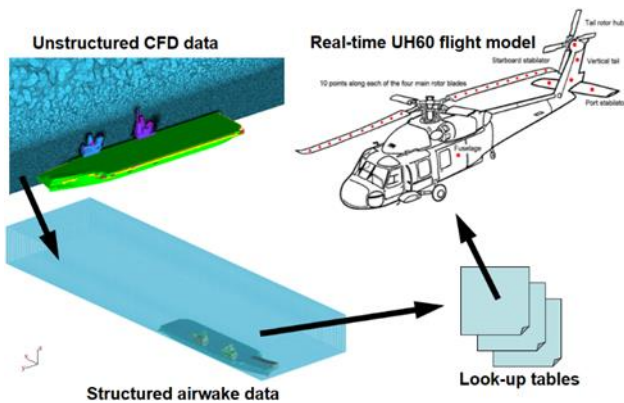 Unstructured CFD data
Real-time UH60 flight model
Tail rotor hub
Starboard stabilator
Vertical tail
10 points along each of the four main rotor blades
Port stabilator
Fuselage
Structured airwake data
Look-up tables